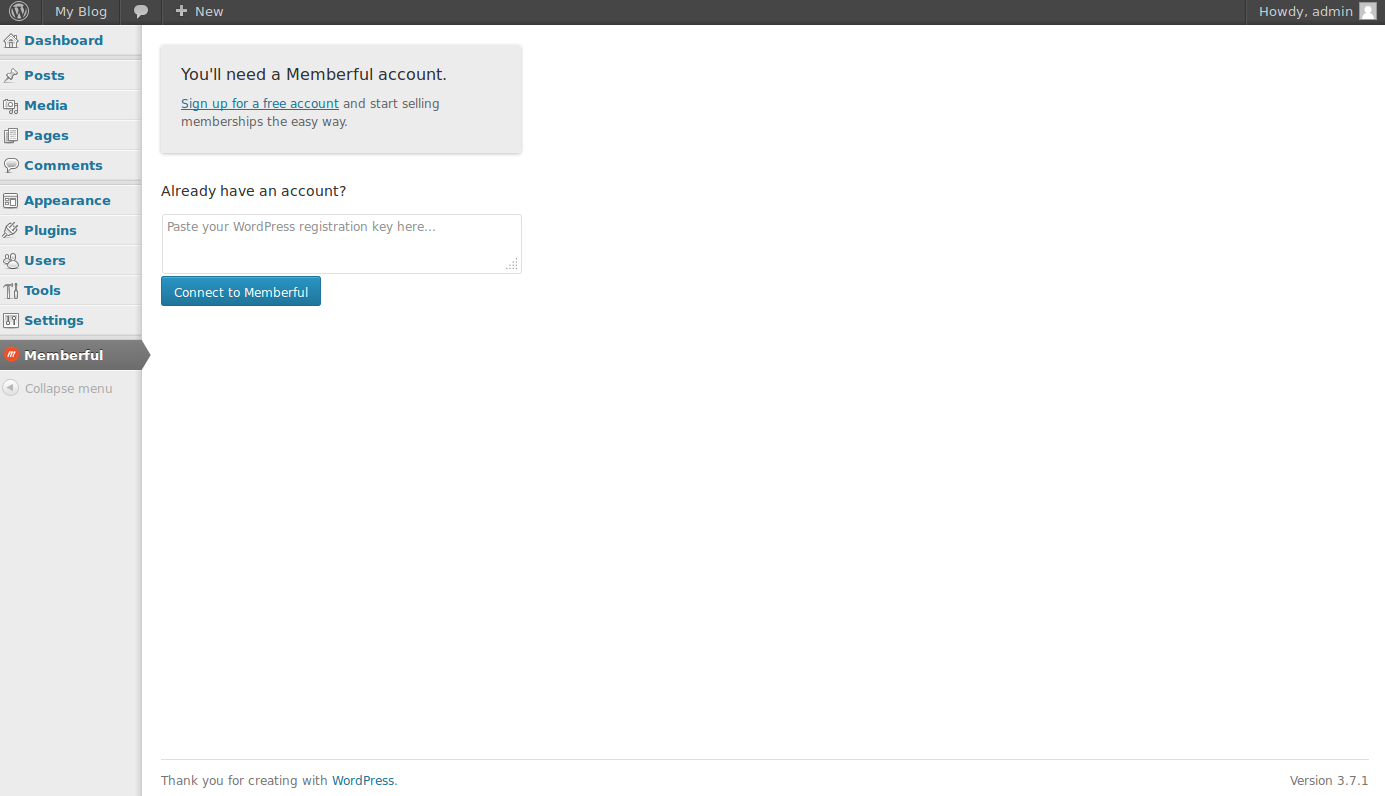 My Blog
New
Howdy, admin
Dashboard
Posts
Media
Pages
Comments
Appearance
Plugins
Users
Tools
Settings
Memberful
Collapse menu
You'll need a Memberful account.
Sign up for a free account and start selling
memberships the easy way.
Already have an account?
Paste your WordPress registration key here...
Connect to Memberful
Thank you for creating with WordPress.
Version 3.7.1